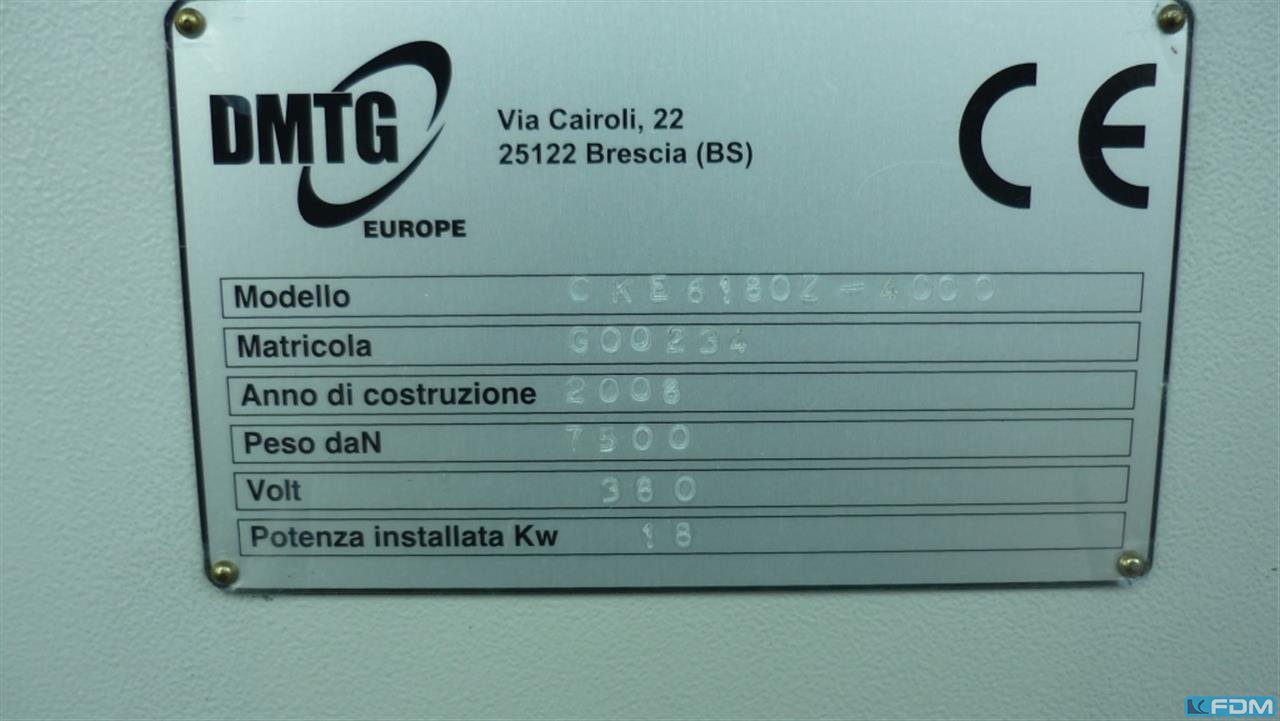 DMTG
EUROPE
Via Cairoli, 22
25122 Brescia (BS)
CE
Modello CKE6180Z-4000
Matricola G00234
Anno di costruzione 2008
Peso daN 7500
Volt 380
Potenza installata Kw 18
FDM